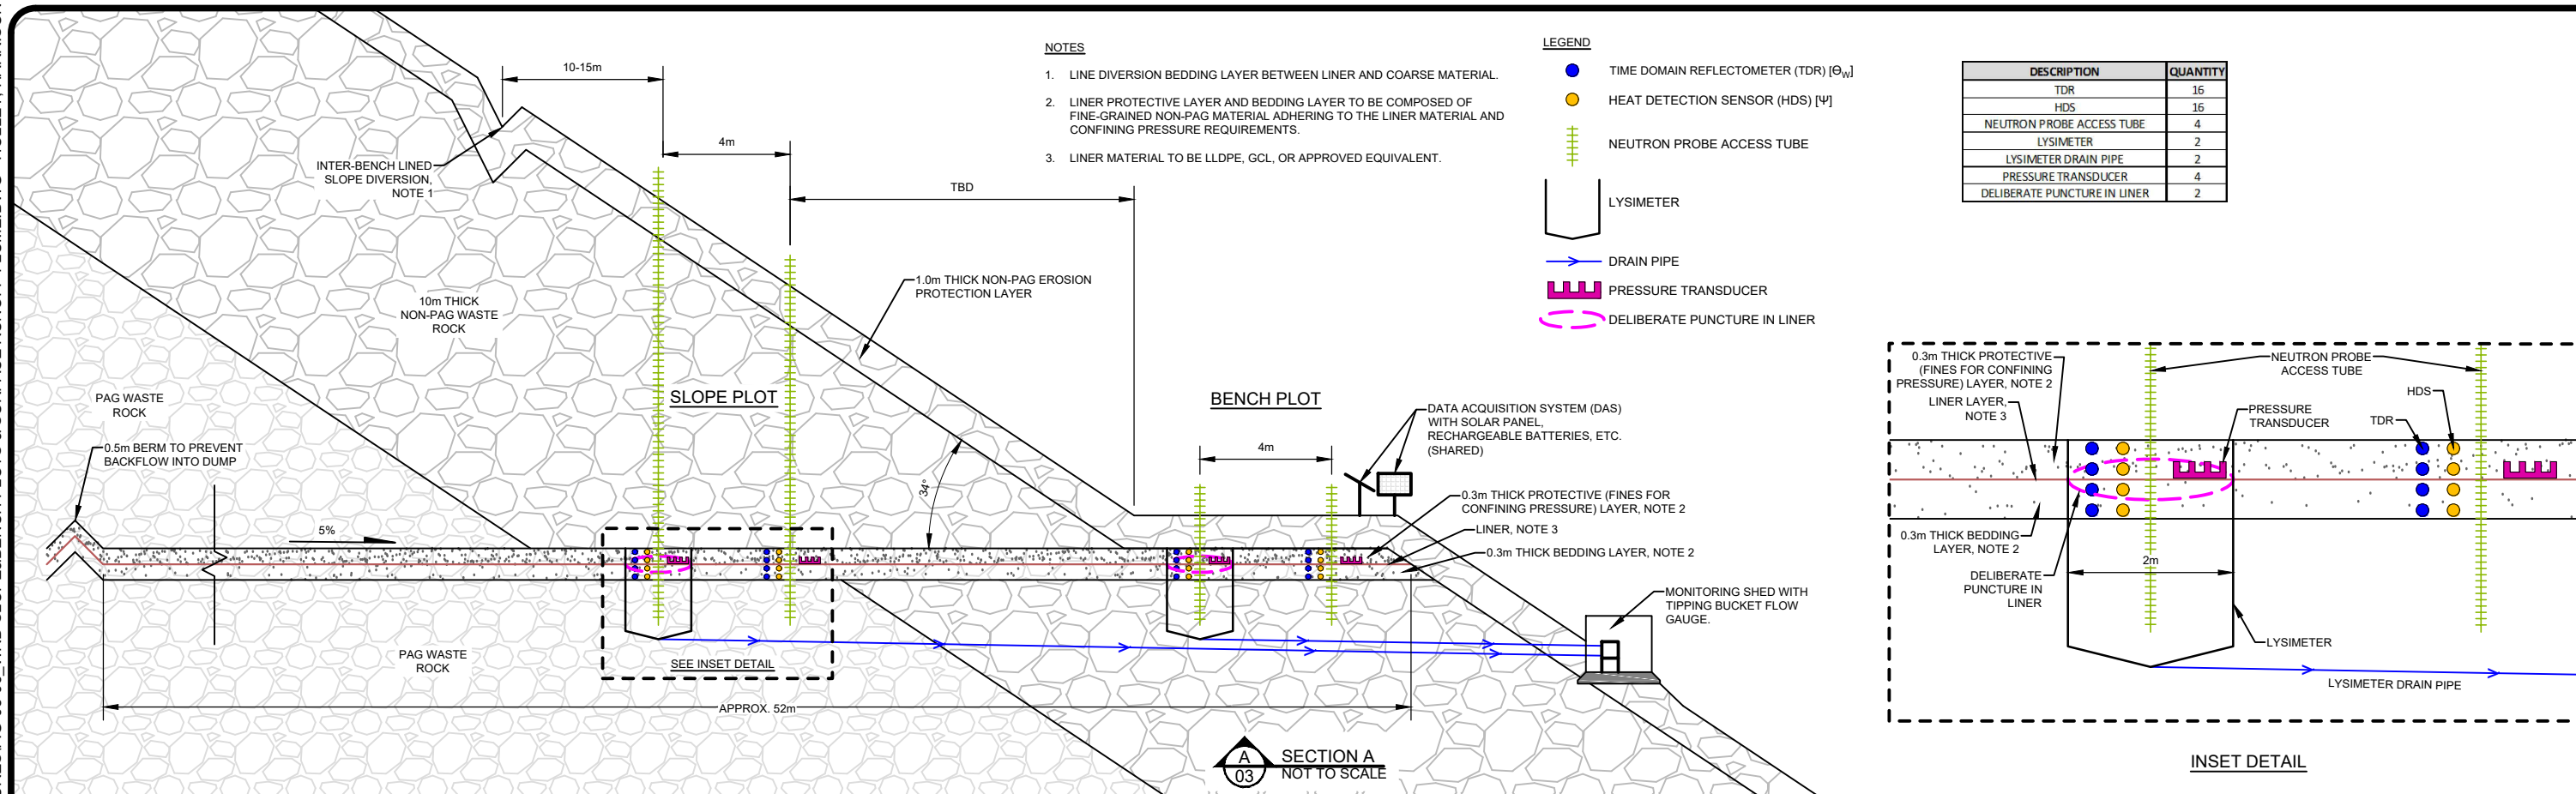 NOTES
1. LINE DIVERSION BEDDING LAYER BETWEEN LINER AND COARSE MATERIAL.
2. LINER PROTECTIVE LAYER AND BEDDING LAYER TO BE COMPOSED OF
FINE-GRAINED NON-PAG MATERIAL ADHERING TO THE LINER MATERIAL AND
CONFINING PRESSURE REQUIREMENTS.
3. LINER MATERIAL TO BE LLDPE, GCL, OR APPROVED EQUIVALENT.
LEGEND
TIME DOMAIN REFLECTOMETER (TDR) [ΘW]
HEAT DETECTION SENSOR (HDS) [Ψ]
NEUTRON PROBE ACCESS TUBE
LYSIMETER
DRAIN PIPE
PRESSURE TRANSDUCER
DELIBERATE PUNCTURE IN LINER
DESCRIPTION QUANTITY
TDR 16
HDS 16
NEUTRON PROBE ACCESS TUBE 4
LYSIMETER 2
LYSIMETER DRAIN PIPE 2
PRESSURE TRANSDUCER 4
DELIBERATE PUNCTURE IN LINER 2
10-15m
4m
TBD
INTER-BENCH LINED
SLOPE DIVERSION,
NOTE 1
1.0m THICK NON-PAG EROSION
PROTECTION LAYER
10m THICK
NON-PAG WASTE
ROCK
SLOPE PLOT
BENCH PLOT
PAG WASTE
ROCK
0.5m BERM TO PREVENT
BACKFLOW INTO DUMP
5%
34°
4m
DATA ACQUISITION SYSTEM (DAS)
WITH SOLAR PANEL,
RECHARGEABLE BATTERIES, ETC.
(SHARED)
0.3m THICK PROTECTIVE (FINES FOR
CONFINING PRESSURE) LAYER, NOTE 2
LINER, NOTE 3
0.3m THICK BEDDING LAYER, NOTE 2
MONITORING SHED WITH
TIPPING BUCKET FLOW
GAUGE.
PAG WASTE
ROCK
SEE INSET DETAIL
APPROX. 52m
A
03
SECTION A
NOT TO SCALE
0.3m THICK PROTECTIVE
(FINES FOR CONFINING
PRESSURE) LAYER, NOTE 2
LINER LAYER,
NOTE 3
NEUTRON PROBE
ACCESS TUBE
HDS
PRESSURE
TRANSDUCER
TDR
0.3m THICK BEDDING
LAYER, NOTE 2
2m
DELIBERATE
PUNCTURE IN
LINER
LYSIMETER
LYSIMETER DRAIN PIPE
INSET DETAIL